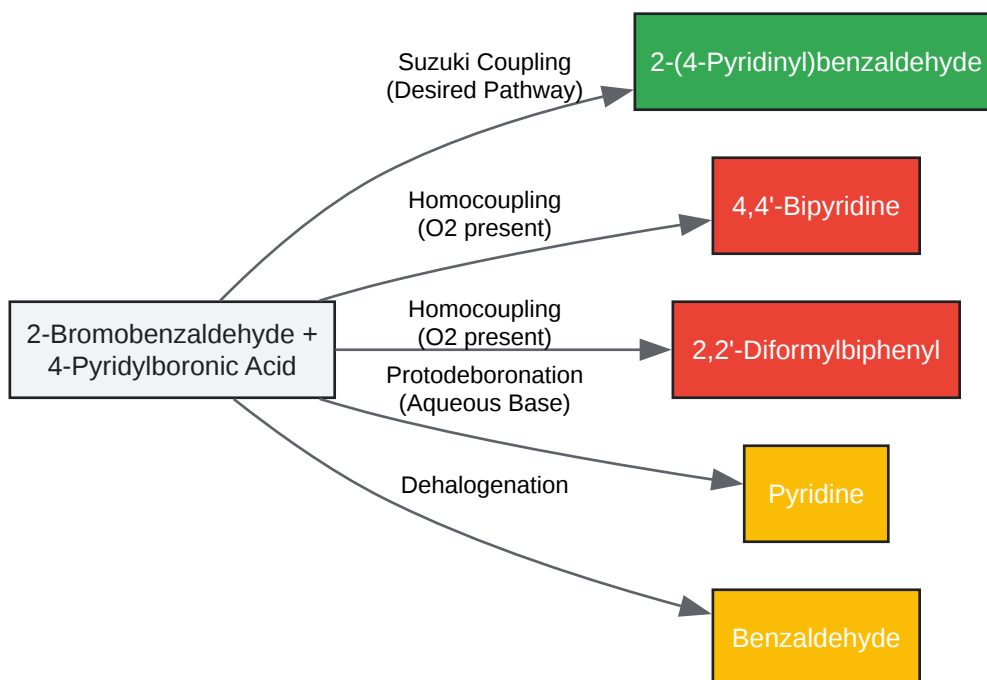 Suzuki Coupling
(Desired Pathway)
2-(4-Pyridinyl)benzaldehyde
Homocoupling
(O2 present)
4,4'-Bipyridine
2-Bromobenzaldehyde +
4-Pyridylboronic Acid
Homocoupling
(O2 present)
2,2'-Diformylbiphenyl
Protodeboronation
(Aqueous Base)
Pyridine
Dehalogenation
Benzaldehyde